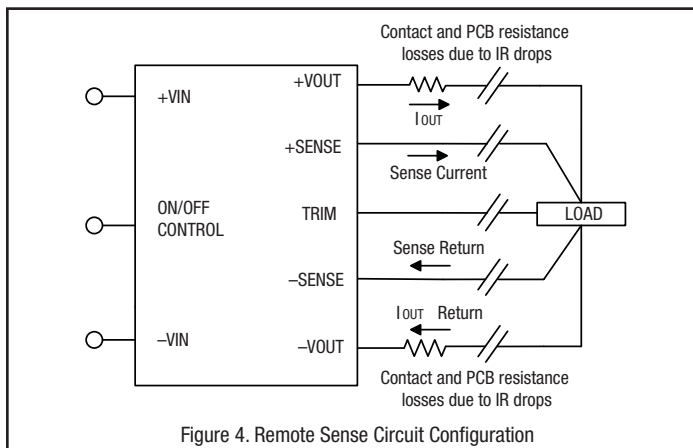 Contact and PCB resistance
losses due to IR drops
+VOUT
+VIN
IOUT
+SENSE
Sense Current
ON/OFF
CONTROL
TRIM
LOAD
Sense Return
–SENSE
IOUT Return
–VIN
–VOUT
Contact and PCB resistance
losses due to IR drops
Figure 4. Remote Sense Circuit Configuration